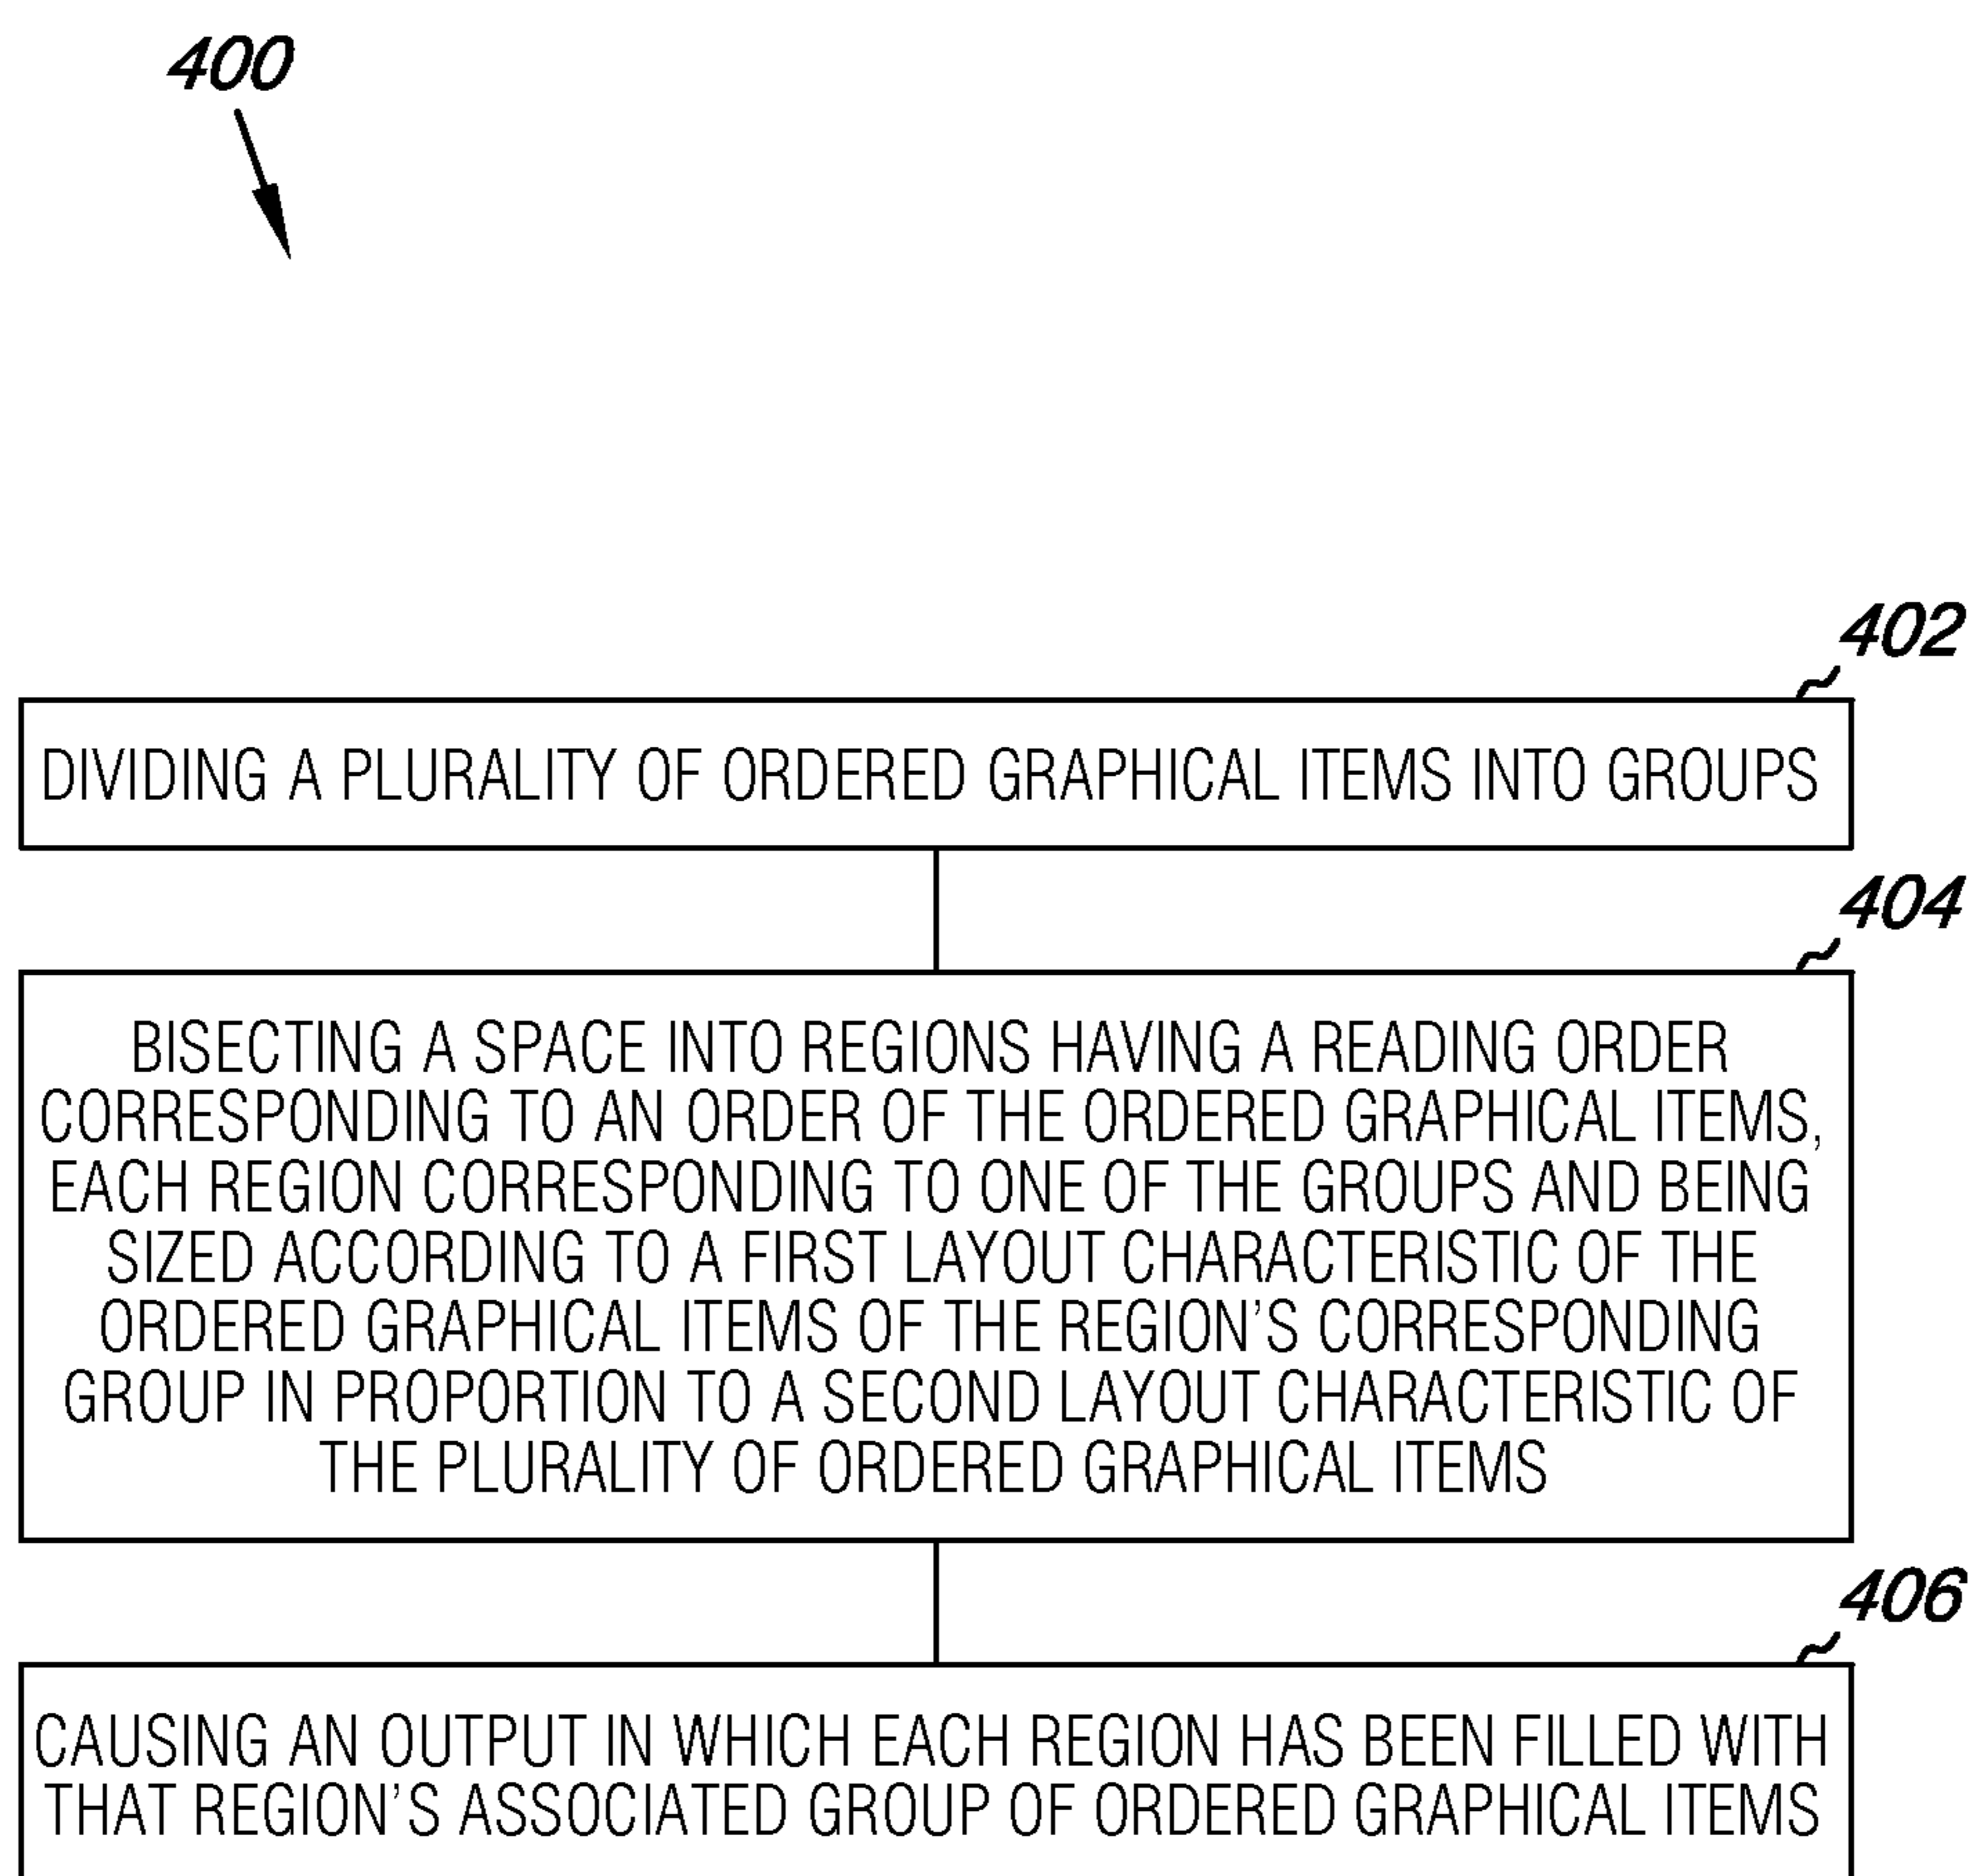 400
402
DIVIDING A PLURALITY OF ORDERED GRAPHICAL ITEMS INTO GROUPS
404
BISECTING A SPACE INTO REGIONS HAVING A READING ORDER
CORRESPONDING TO AN ORDER OF THE ORDERED GRAPHICAL ITEMS,
EACH REGION CORRESPONDING TO ONE OF THE GROUPS AND BEING
SIZED ACCORDING TO A FIRST LAYOUT CHARACTERISTIC OF THE
ORDERED GRAPHICAL ITEMS OF THE REGION'S CORRESPONDING
GROUP IN PROPORTION TO A SECOND LAYOUT CHARACTERISTIC OF
THE PLURALITY OF ORDERED GRAPHICAL ITEMS
406
CAUSING AN OUTPUT IN WHICH EACH REGION HAS BEEN FILLED WITH
THAT REGION'S ASSOCIATED GROUP OF ORDERED GRAPHICAL ITEMS